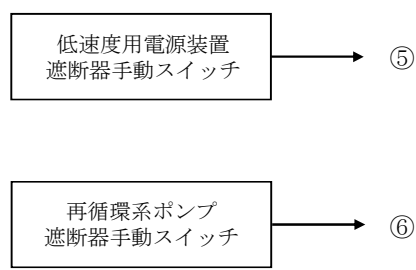 低速度用電源装置
遮断器手動スイッチ
⑤
再循環系ポンプ
遮断器手動スイッチ
⑥